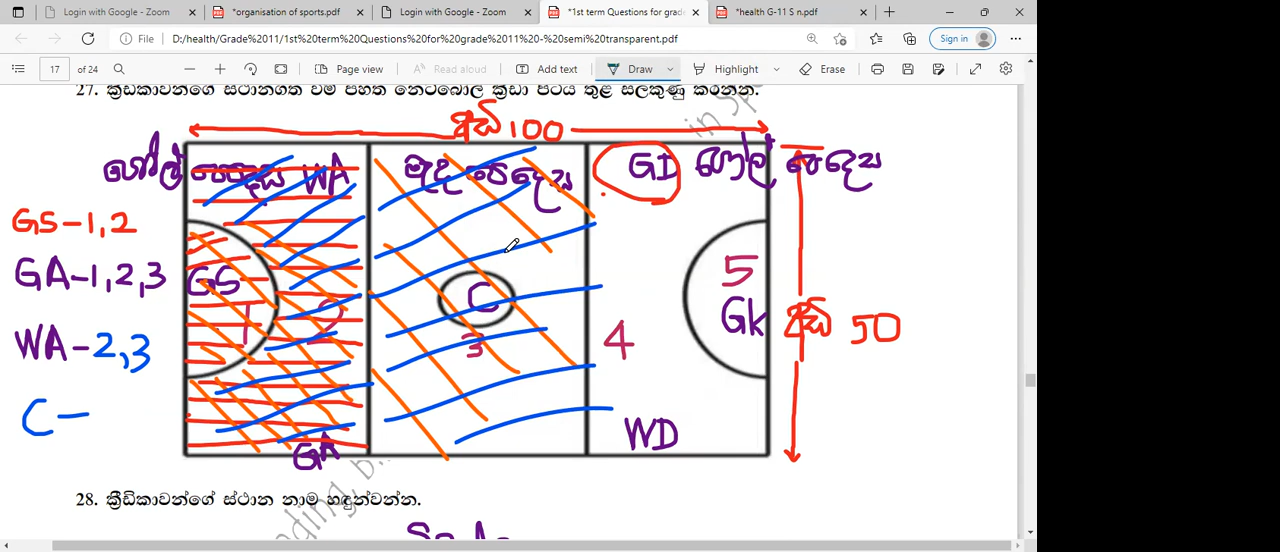 Login with Google - Zoom
*organisation of sports.pdf
Login with Google - Zoom
*1st term Questions for grade
*health G-11 S n.pdf
File
D:/health/Grade%2011/1st%20term%20Questions%20for%20grade%2011%20-%20semi%20transparent.pdf
Sign in
17 of 24
Page view
Read aloud
Add text
Draw
Highlight
Erase
27. ක්‍රීඩිකාවන්ගේ ස්ථානගත වීම් පහත නෙට්බෝල් ක්‍රීඩා පිටිය තුළ සලකුණු කරන්න.
අඩි 100
ගෝල් පෙදෙස WA මැද පෙදෙස GD ගෝල් පෙදෙස
GS-1,2
GA-1,2,3
GS
C
5
Gk
WA-2,3
1 2 3 4
අඩි 50
C-
WD
GA
28. ක්‍රීඩිකාවන්ගේ ස්ථාන නාම හඳුන්වන්න.